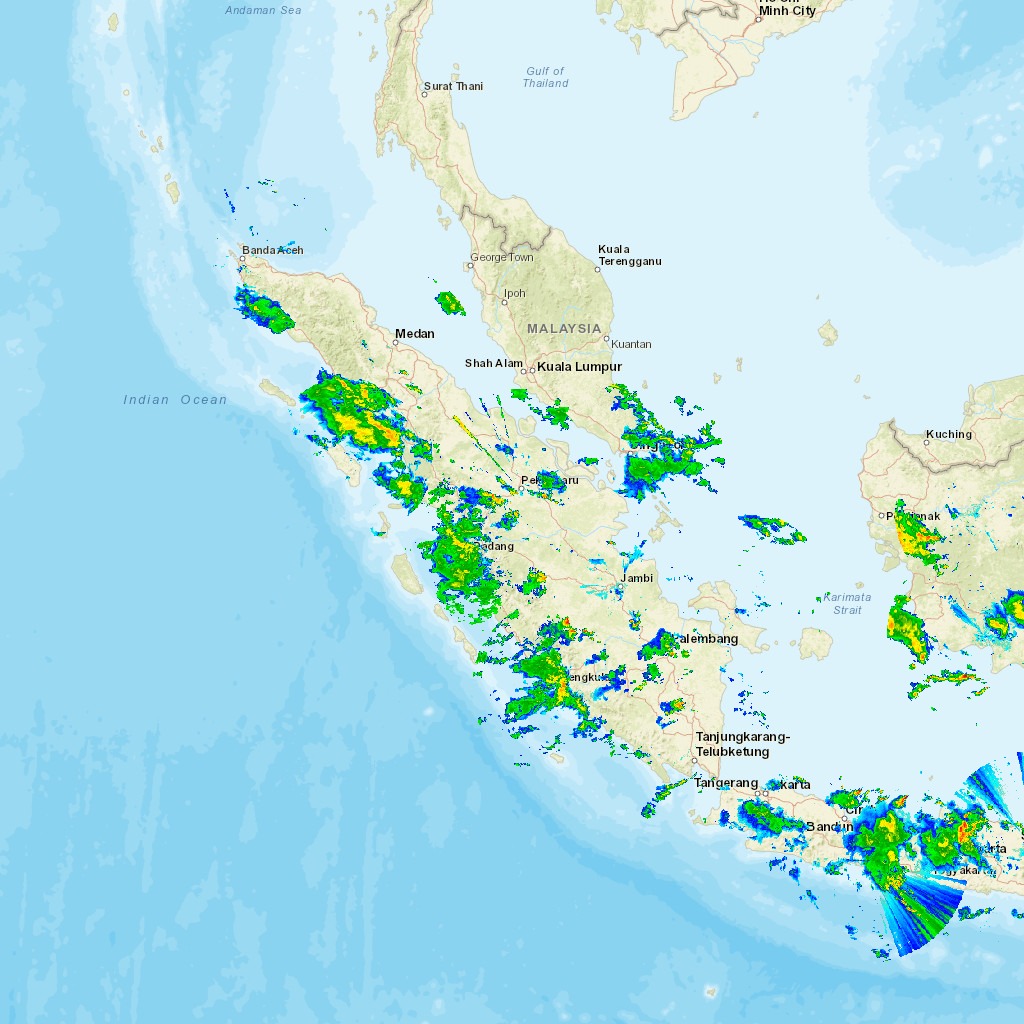 Andaman Sea
Minh City
Gulf of
Thailand
Surat Thani
Banda Aceh
George Town
Kuala
Terengganu
Ipoh
MALAYSIA
Medan
Kuantan
Shah Alam
Kuala Lumpur
Indian Ocean
Kuching
Jambi
Karimata
Strait
Tanjungkarang-
Telubketung
Tangerang